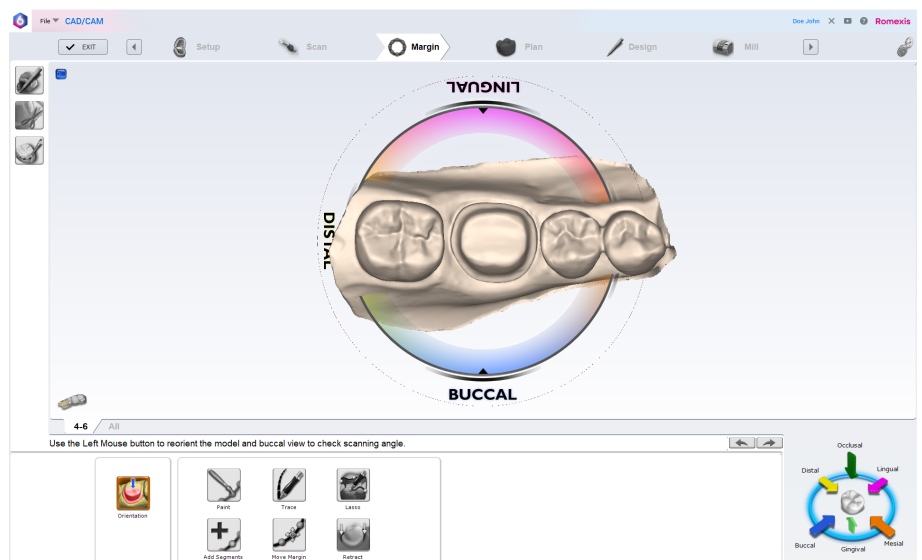 File CAD/CAM
Doe John
Romexis
EXIT
Setup
Scan
Margin
Plan
Design
Mill
LINGUAL
DISTAL
BUCCAL
4-6
All
Use the Left Mouse button to reorient the model and buccal view to check scanning angle.
Orientation
Paint
Trace
Lasso
Add Segments
Move Margin
Retract
Occlusal
Distal
Lingual
Buccal
Gingival
Mesial